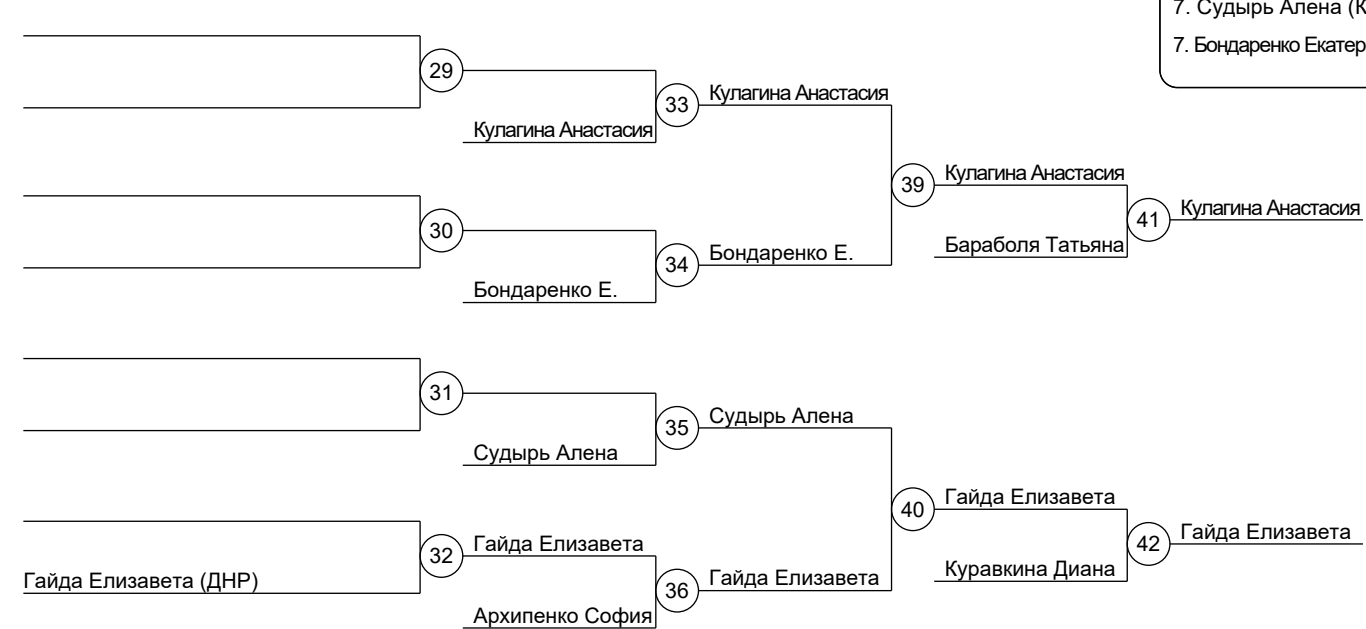 7. Судырь Алена (К
7. Бондаренко Екатер
29
33
Кулагина Анастасия
Кулагина Анастасия
39
Кулагина Анастасия
41
Кулагина Анастасия
30
34
Бондаренко Е.
Бараболя Татьяна
Бондаренко Е.
31
35
Судырь Алена
Судырь Алена
40
Гайда Елизавета
42
Гайда Елизавета
32
Гайда Елизавета
Куравкина Диана
Гайда Елизавета (ДНР)
36
Гайда Елизавета
Архипенко София